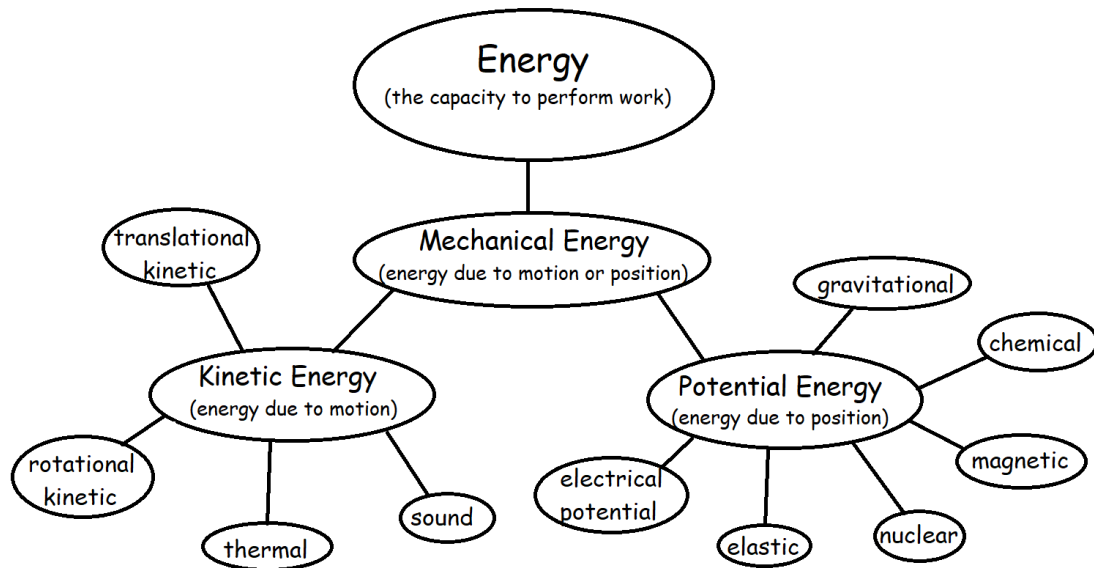 Energy
(the capacity to perform work)
Mechanical Energy
(energy due to motion or position)
translational
kinetic
Kinetic Energy
(energy due to motion)
rotational
kinetic
thermal
sound
gravitational
chemical
Potential Energy
(energy due to position)
magnetic
electrical
potential
elastic
nuclear